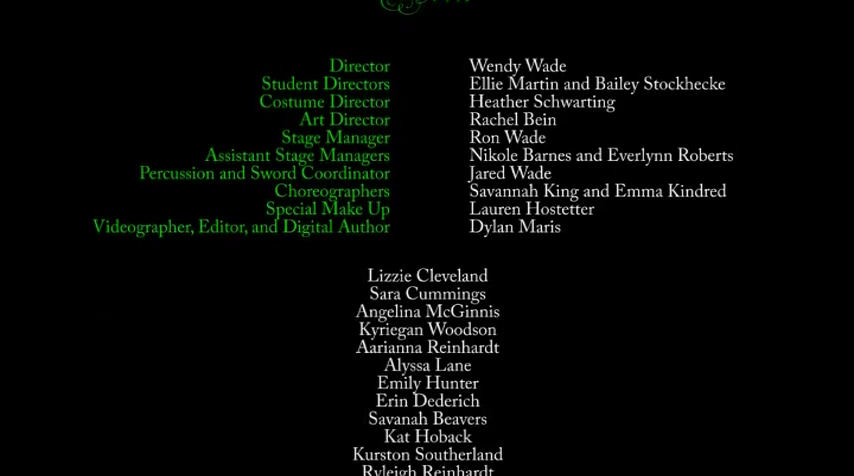 Director Wendy Wade
Student Directors Ellie Martin and Bailey Stockhecke
Costume Director Heather Schwarting
Art Director Rachel Bein
Stage Manager Ron Wade
Assistant Stage Managers Nikole Barnes and Everlynn Roberts
Percussion and Sword Coordinator Jared Wade
Choreographers Savannah King and Emma Kindred
Special Make Up Lauren Hostetter
Videographer, Editor, and Digital Author Dylan Maris
Lizzie Cleveland
Sara Cummings
Angelina McGinnis
Kyriegan Woodson
Aarianna Reinhardt
Alyssa Lane
Emily Hunter
Erin Dederich
Savanah Beavers
Kat Hoback
Kurston Southerland
Ryleigh Reinhardt